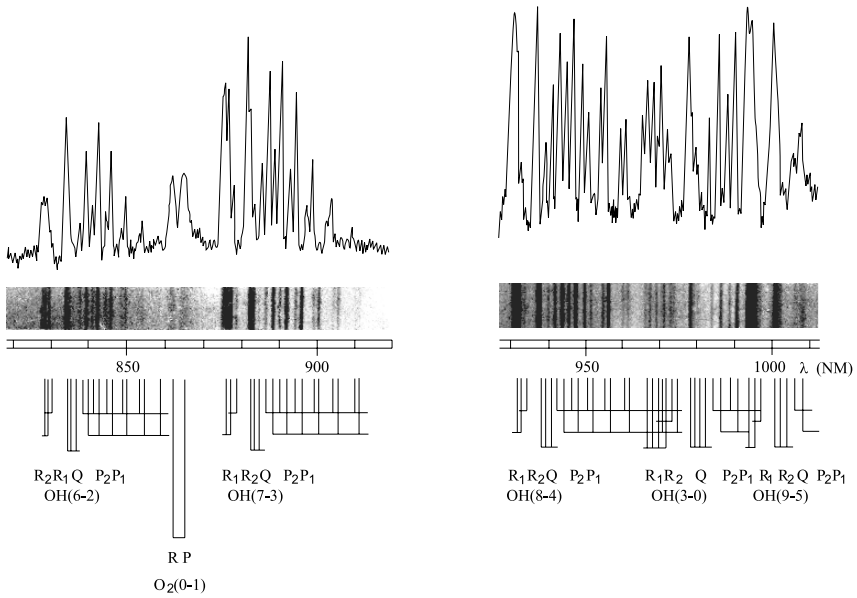 850 900 950 1000 λ (NM)
R₂R₁ Q P₂P₁ R₁R₂Q P₂P₁ R₁R₂Q P₂P₁ R₁R₂ Q P₂P₁ R₁ R₂Q P₂P₁
OH(6-2) OH(7-3) OH(8-4) OH(3-0) OH(9-5)
R P
O₂(0-1)